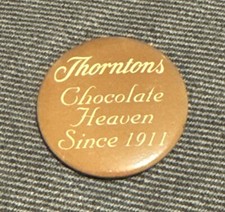 Thorntons
Chocolate
Heaven
Since 1911